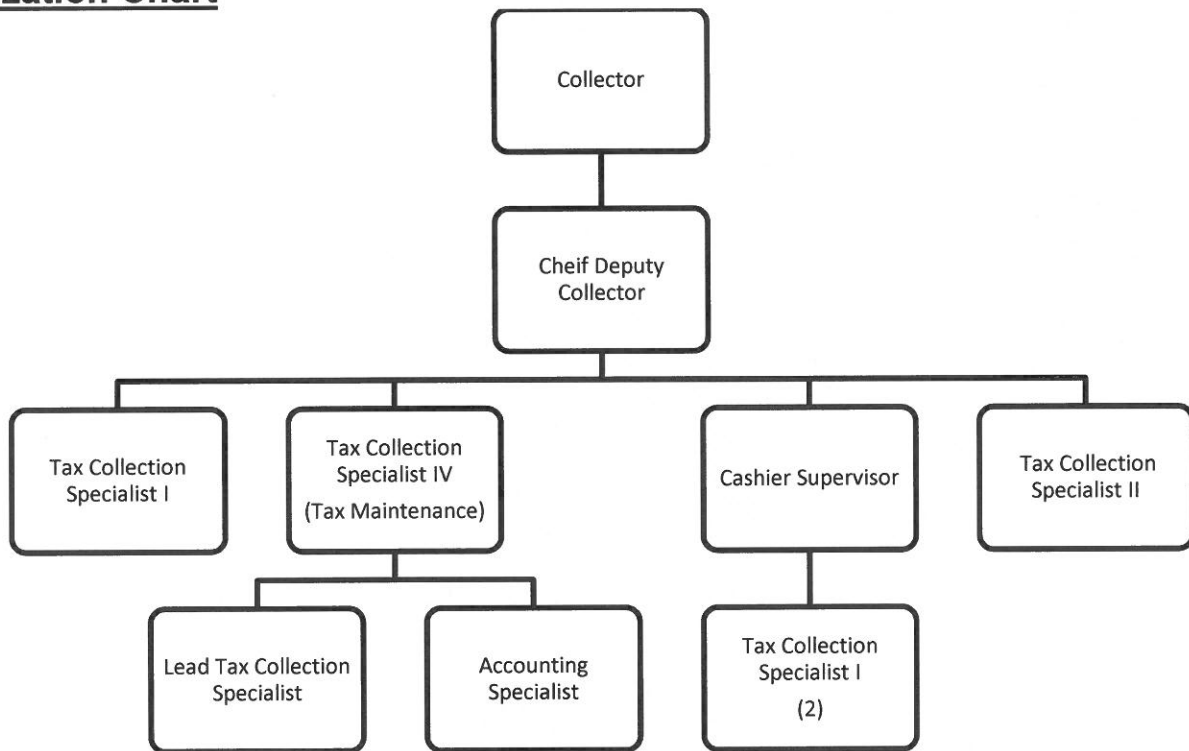 Collector
Cheif Deputy
Collector
Tax Collection
Specialist I
Tax Collection
Specialist IV
(Tax Maintenance)
Cashier Supervisor
Tax Collection
Specialist II
Lead Tax Collection
Specialist
Accounting
Specialist
Tax Collection
Specialist I
(2)